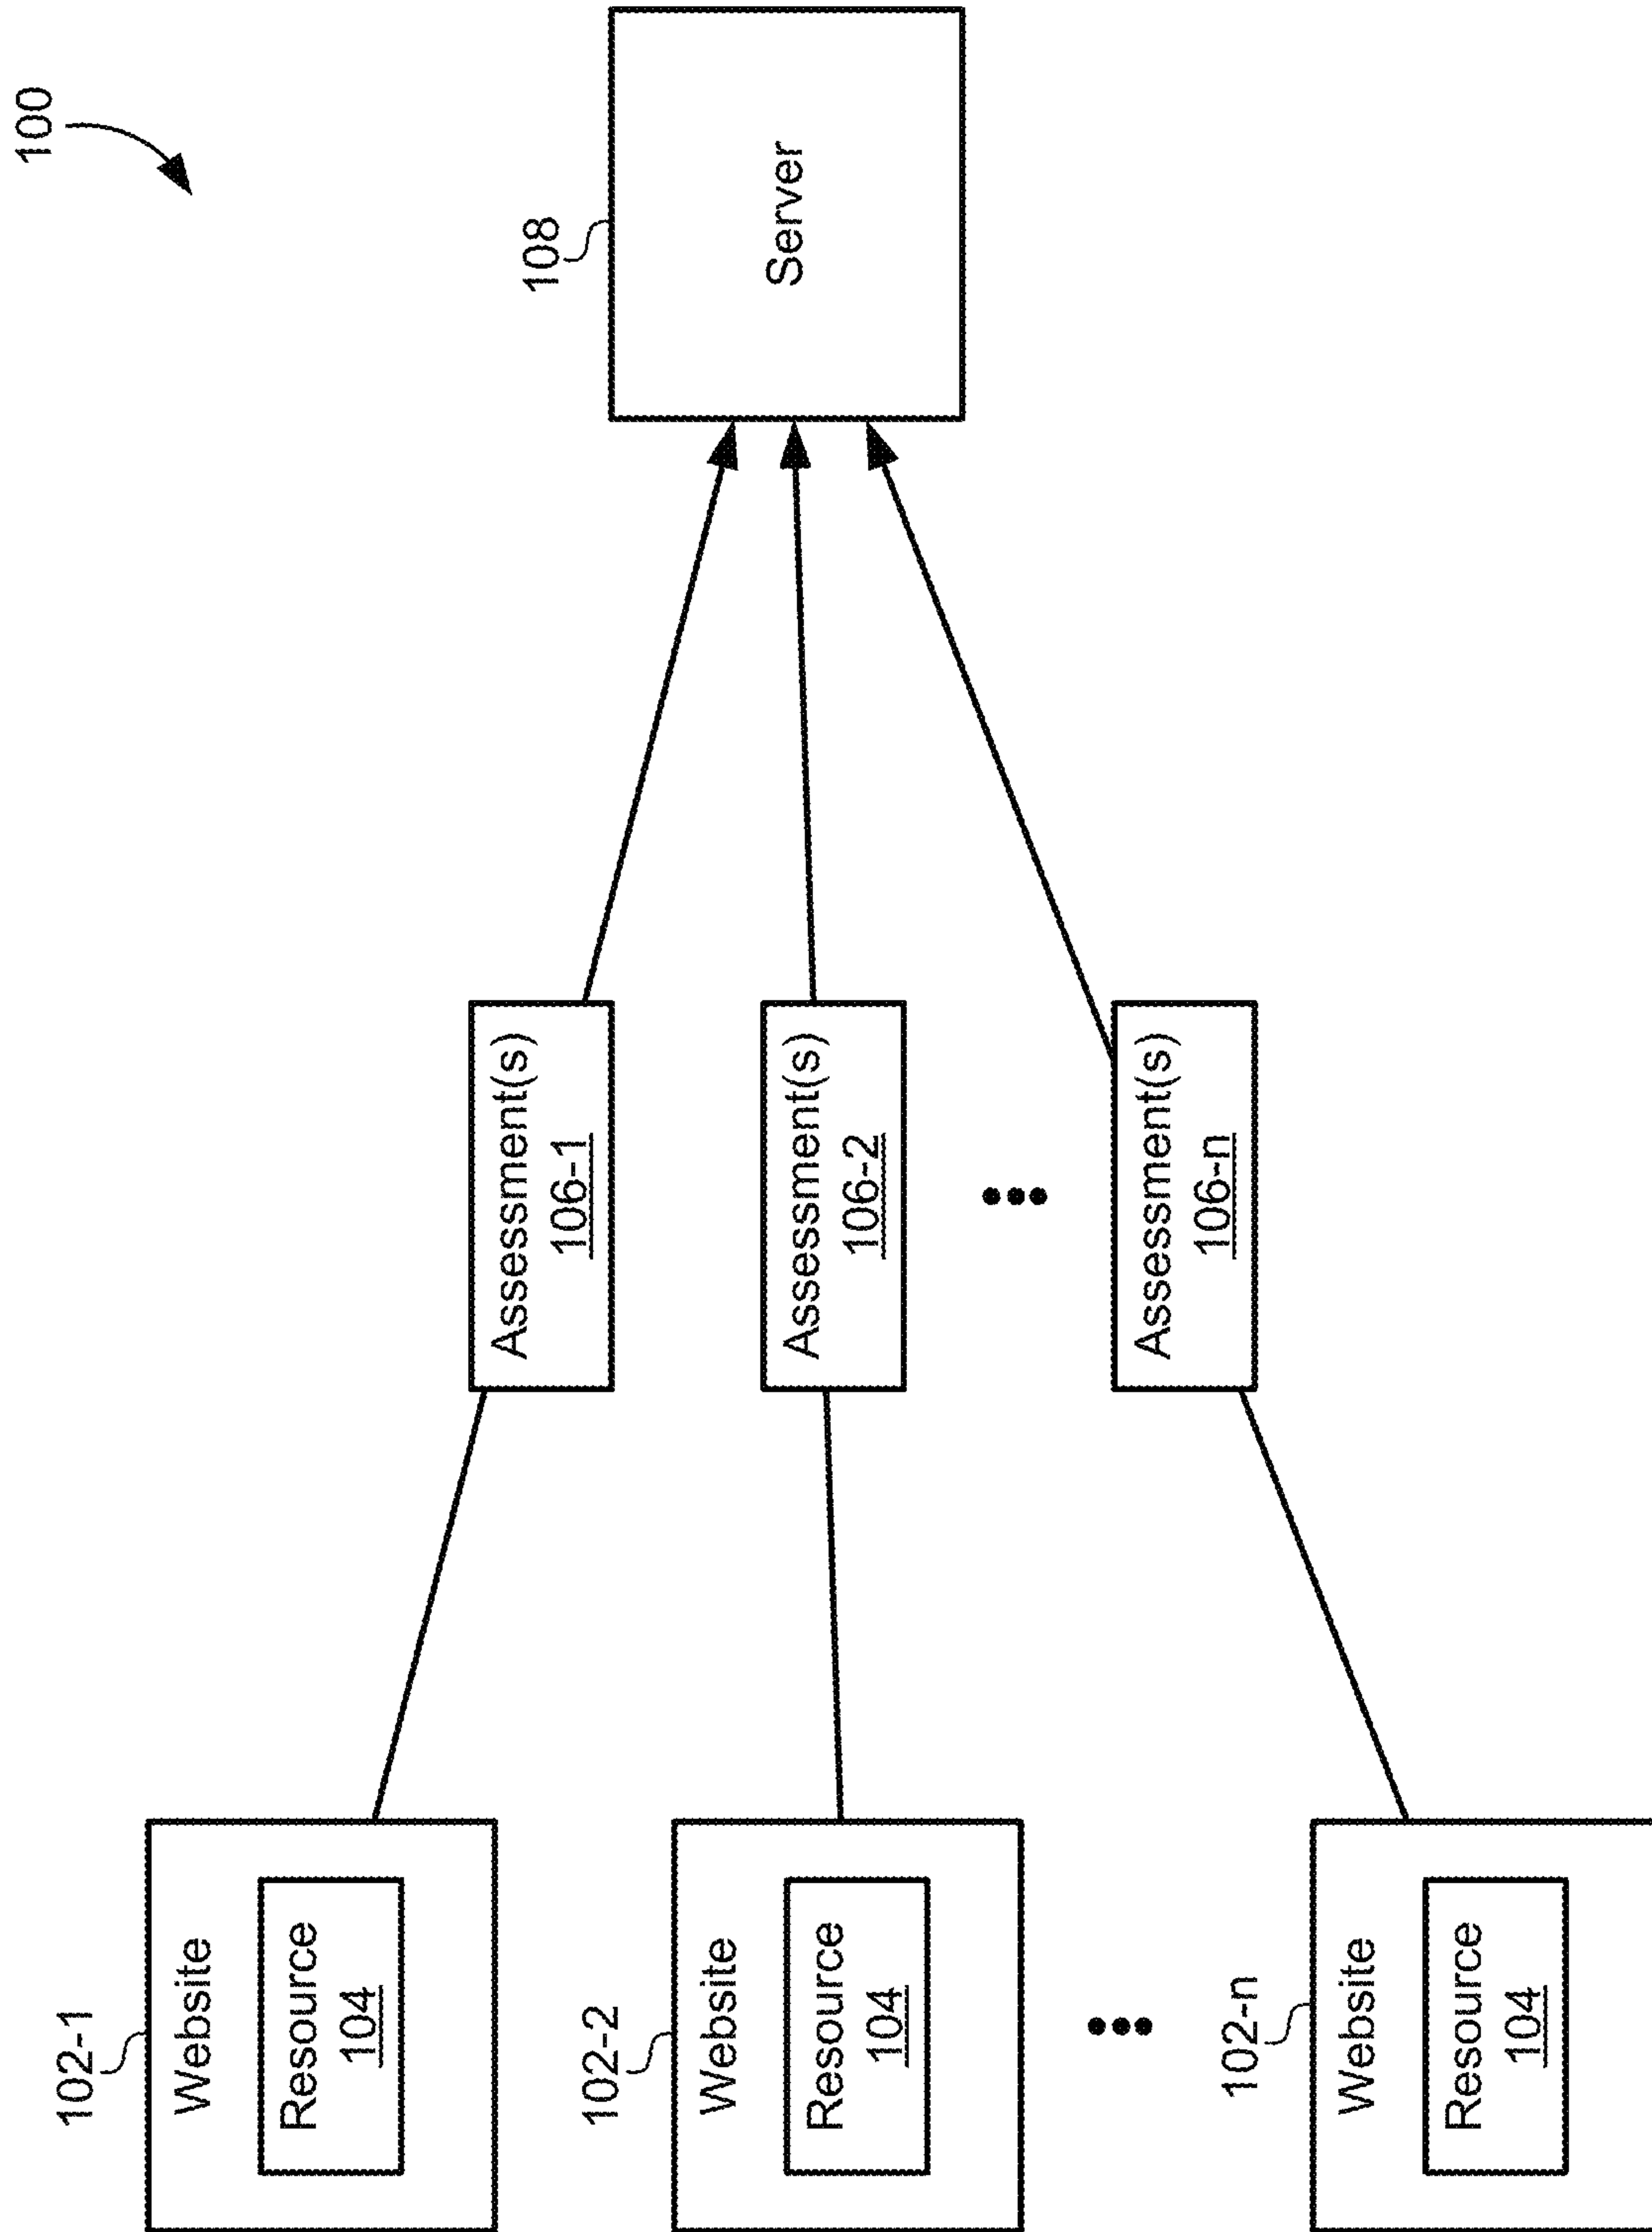 100
102-1
Website
Resource
104
Assessment(s)
106-1
108
Server
102-2
Website
Resource
104
Assessment(s)
106-2
102-n
Website
Resource
104
Assessment(s)
106-n